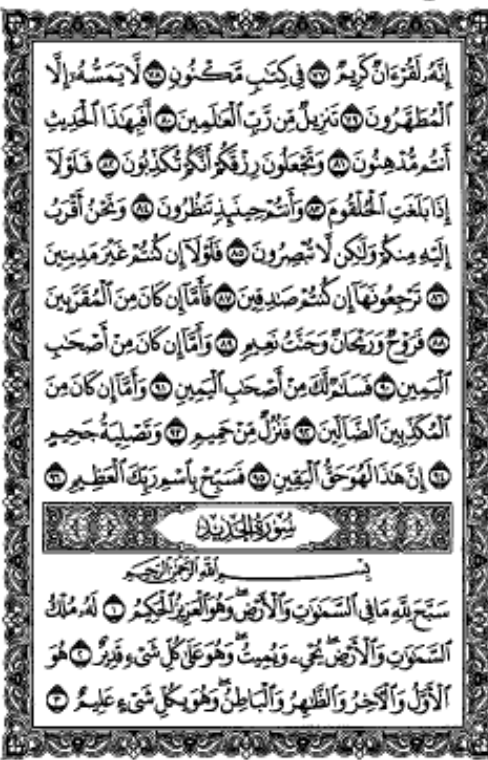 إِنَّهُۥ لَقُرْءَانٌ كَرِيمٌ ٧٧ فِى كِتَٰبٍ مَّكْنُونٍ ٧٨ لَّا يَمَسُّهُۥٓ إِلَّا
ٱلْمُطَهَّرُونَ ٧٩ تَنزِيلٌ مِّن رَّبِّ ٱلْعَٰلَمِينَ ٨٠ أَفَبِهَٰذَا ٱلْحَدِيثِ
أَنتُم مُّدْهِنُونَ ٨١ وَتَجْعَلُونَ رِزْقَكُمْ أَنَّكُمْ تُكَذِّبُونَ ٨٢ فَلَوْلَآ
إِذَا بَلَغَتِ ٱلْحُلْقُومَ ٨٣ وَأَنتُمْ حِينَئِذٍ تَنظُرُونَ ٨٤ وَنَحْنُ أَقْرَبُ
إِلَيْهِ مِنكُمْ وَلَٰكِن لَّا تُبْصِرُونَ ٨٥ فَلَوْلَآ إِن كُنتُمْ غَيْرَ مَدِينِينَ
٨٦ تَرْجِعُونَهَآ إِن كُنتُمْ صَٰدِقِينَ ٨٧ فَأَمَّآ إِن كَانَ مِنَ ٱلْمُقَرَّبِينَ
٨٨ فَرَوْحٌ وَرَيْحَانٌ وَجَنَّتُ نَعِيمٍ ٨٩ وَأَمَّآ إِن كَانَ مِنْ أَصْحَٰبِ
ٱلْيَمِينِ ٩٠ فَسَلَٰمٌ لَّكَ مِنْ أَصْحَٰبِ ٱلْيَمِينِ ٩١ وَأَمَّآ إِن كَانَ مِنَ
ٱلْمُكَذِّبِينَ ٱلضَّآلِّينَ ٩٢ فَنُزُلٌ مِّنْ حَمِيمٍ ٩٣ وَتَصْلِيَةُ جَحِيمٍ
٩٤ إِنَّ هَٰذَا لَهُوَ حَقُّ ٱلْيَقِينِ ٩٥ فَسَبِّحْ بِٱسْمِ رَبِّكَ ٱلْعَظِيمِ ٩٦
سُورَةُ الحَدِيدِ
بِسْمِ ٱللَّهِ ٱلرَّحْمَٰنِ ٱلرَّحِيمِ
سَبَّحَ لِلَّهِ مَا فِى ٱلسَّمَٰوَٰتِ وَٱلْأَرْضِ ۖ وَهُوَ ٱلْعَزِيزُ ٱلْحَكِيمُ ١ لَهُۥ مُلْكُ
ٱلسَّمَٰوَٰتِ وَٱلْأَرْضِ ۖ يُحْىِۦ وَيُمِيتُ ۖ وَهُوَ عَلَىٰ كُلِّ شَىْءٍ قَدِيرٌ ٢ هُوَ
ٱلْأَوَّلُ وَٱلْءَاخِرُ وَٱلظَّٰهِرُ وَٱلْبَاطِنُ ۖ وَهُوَ بِكُلِّ شَىْءٍ عَلِيمٌ ٣